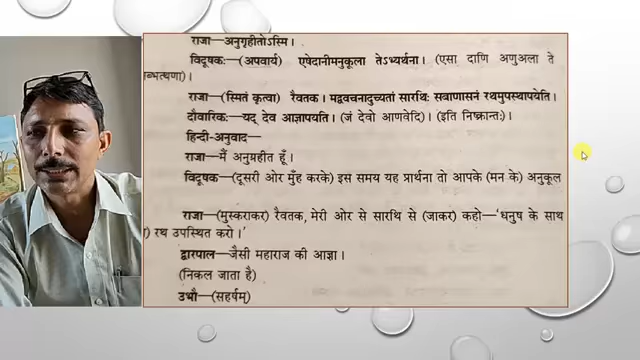 राजा—अनुगृहीतोऽस्मि।
विदूषकः—(अपवार्य) एषेदानीमनुकूला तेऽभ्यर्थना। (एसा दाणि अणुअला ते
ब्भत्थणा)।
राजा—(स्मितं कृत्वा) रैवतक। मद्वचनादुच्यतां सारथिः सबाणासनं रथमुपस्थापयेति।
दौवारिकः—यद् देव आज्ञापयति। (जं देवो आणवेदि)। (इति निष्क्रान्तः)।
हिन्दी-अनुवाद—
राजा—मैं अनुग्रहीत हूँ।
विदूषक—(दूसरी ओर मुँह करके) इस समय यह प्रार्थना तो आपके (मन के) अनुकूल
राजा—(मुस्कराकर) रैवतक, मेरी ओर से सारथि से (जाकर) कहो—'धनुष के साथ
) रथ उपस्थित करो।'
द्वारपाल—जैसी महाराज की आज्ञा।
(निकल जाता है)
उभौ—(सहर्षम्)